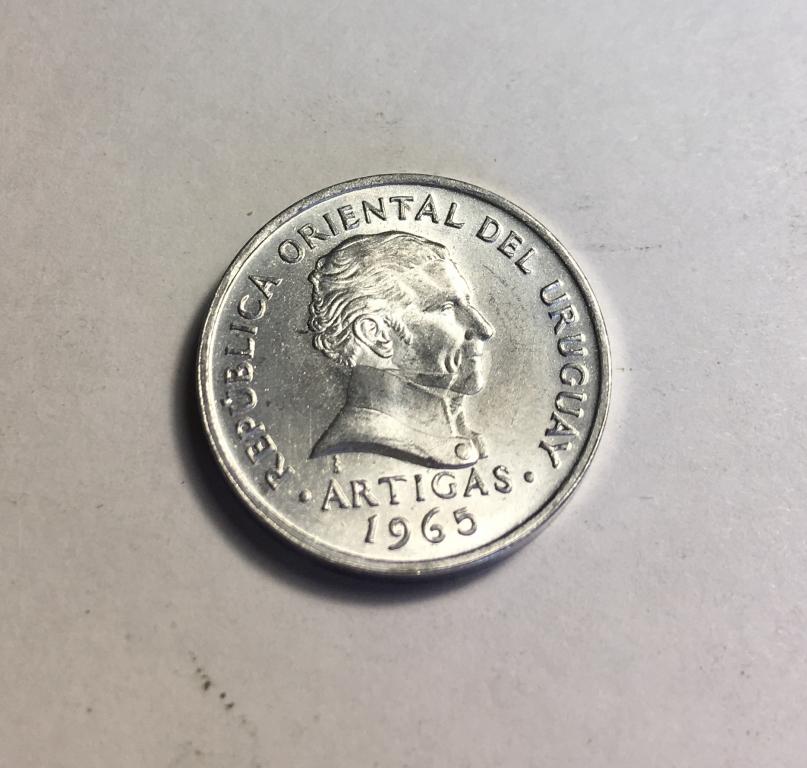 REPÚBLICA ORIENTAL DEL URUGUAY
· ARTIGAS ·
1965